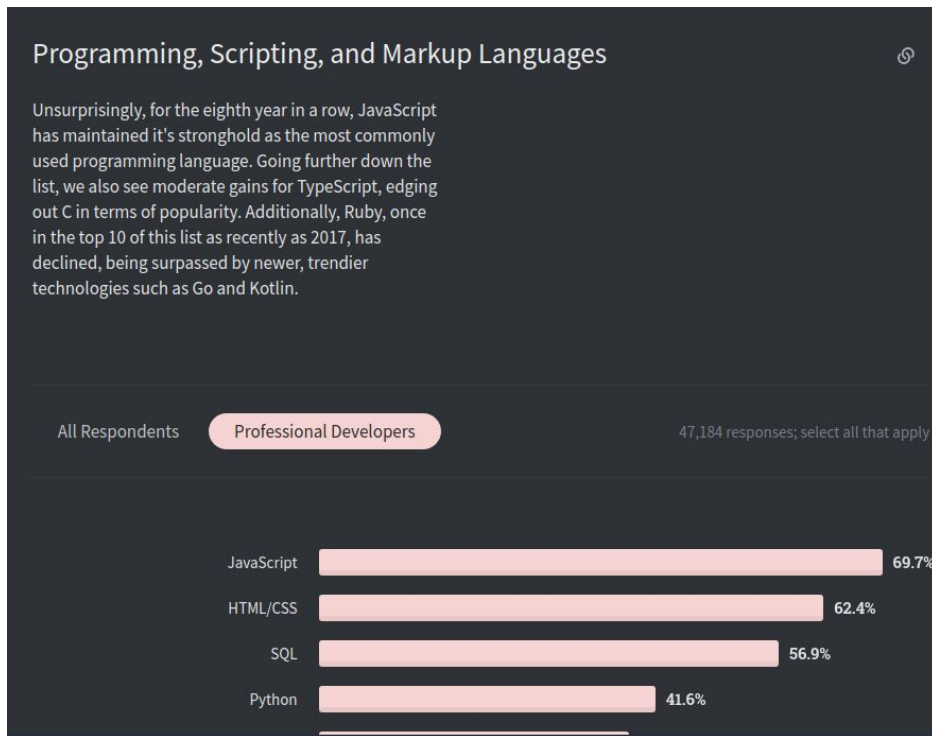 Programming, Scripting, and Markup Languages
Unsurprisingly, for the eighth year in a row, JavaScript
has maintained it's stronghold as the most commonly
used programming language. Going further down the
list, we also see moderate gains for TypeScript, edging
out C in terms of popularity. Additionally, Ruby, once
in the top 10 of this list as recently as 2017, has
declined, being surpassed by newer, trendier
technologies such as Go and Kotlin.
All Respondents Professional Developers 47,184 responses; select all that apply
JavaScript 69.7%
HTML/CSS 62.4%
SQL 56.9%
Python 41.6%